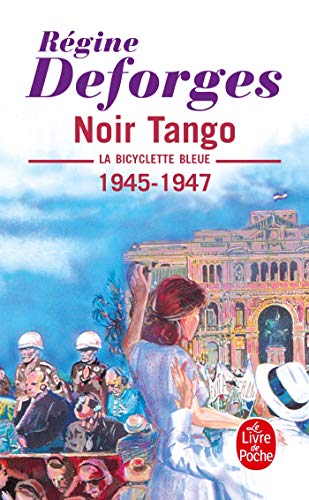 Régine
Deforges
Noir Tango
LA BICYCLETTE BLEUE
1945-1947
Le
Livre
de
Poche